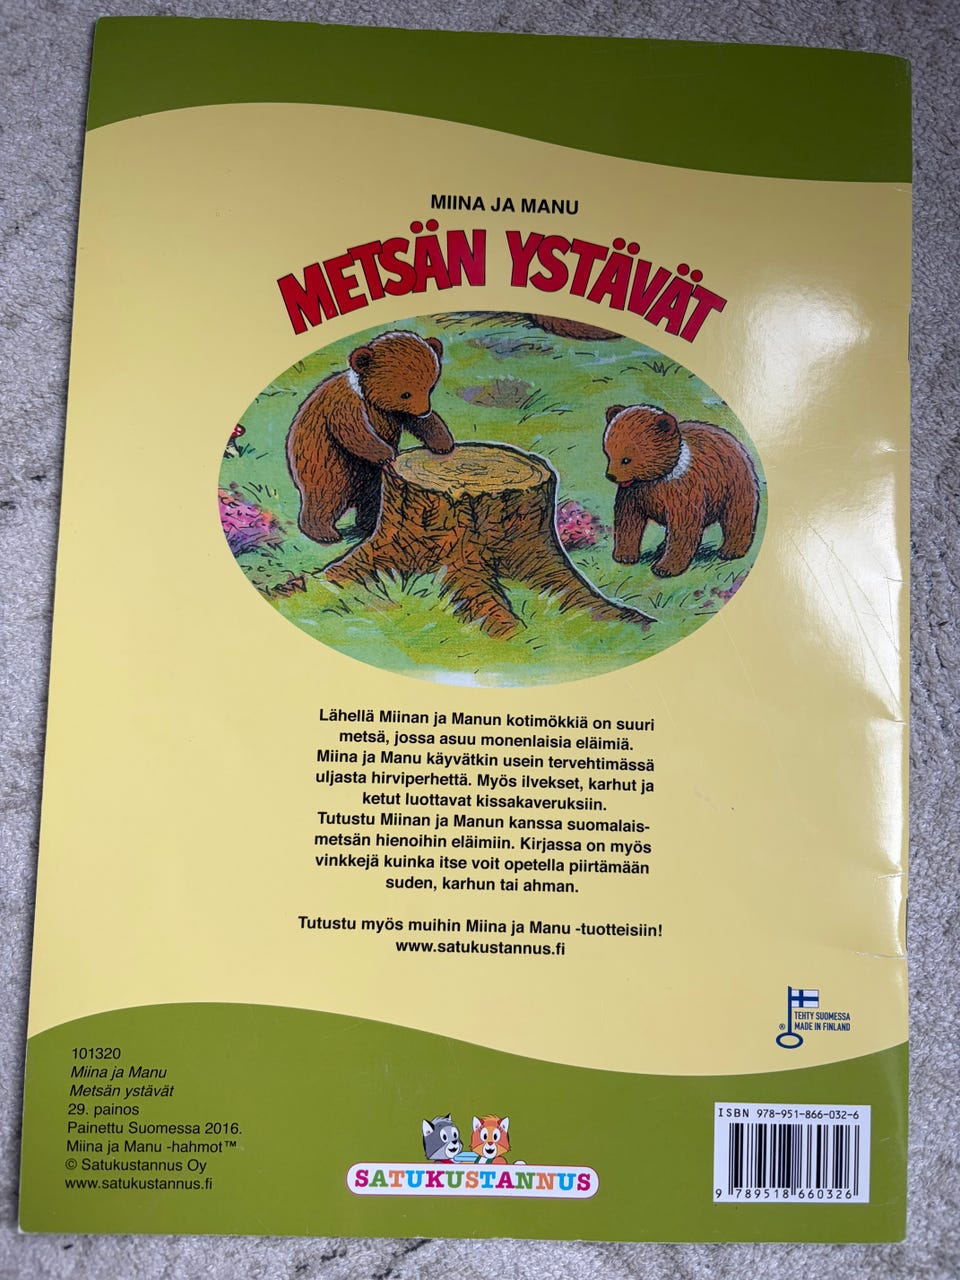 MIINA JA MANU
METSÄN YSTÄVÄT
Lähellä Miinan ja Manun kotimökkiä on suuri
metsä, jossa asuu monenlaisia eläimiä.
Miina ja Manu käyvätkin usein tervehtimässä
uljasta hirviperhettä. Myös ilvekset, karhut ja
ketut luottavat kissakaveruksiin.
Tutustu Miinan ja Manun kanssa suomalais-
metsän hienoihin eläimiin. Kirjassa on myös
vinkkejä kuinka itse voit opetella piirtämään
suden, karhun tai ahman.
Tutustu myös muihin Miina ja Manu -tuotteisiin!
www.satukustannus.fi
® TEHTY SUOMESSA
MADE IN FINLAND
101320
Miina ja Manu
Metsän ystävät
29. painos
Painettu Suomessa 2016.
Miina ja Manu -hahmot™
© Satukustannus Oy
www.satukustannus.fi
SATUKUSTANNUS
ISBN 978-951-866-032-6
9 789518 660326